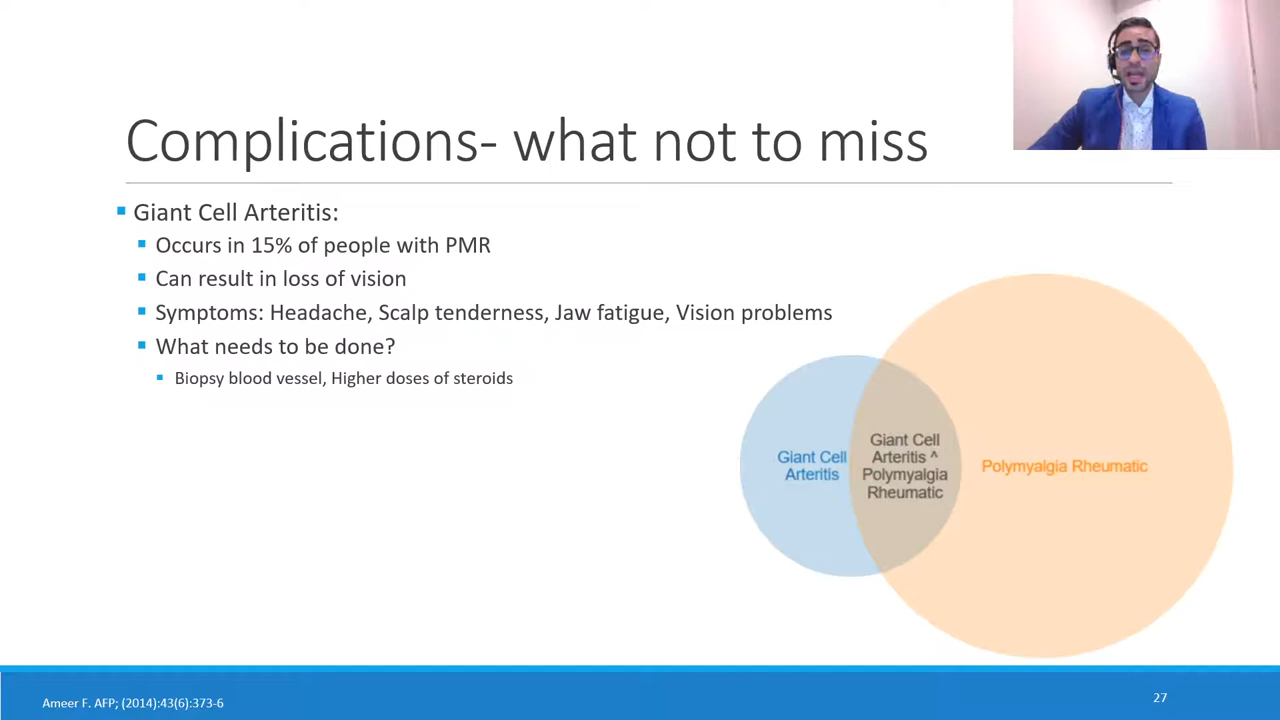 Complications- what not to miss
Giant Cell Arteritis:
Occurs in 15% of people with PMR
Can result in loss of vision
Symptoms: Headache, Scalp tenderness, Jaw fatigue, Vision problems
What needs to be done?
Biopsy blood vessel, Higher doses of steroids
Giant Cell
Arteritis
Giant Cell
Arteritis ^
Polymyalgia
Rheumatic
Polymyalgia Rheumatic
Ameer F. AFP; (2014):43(6):373-6
27